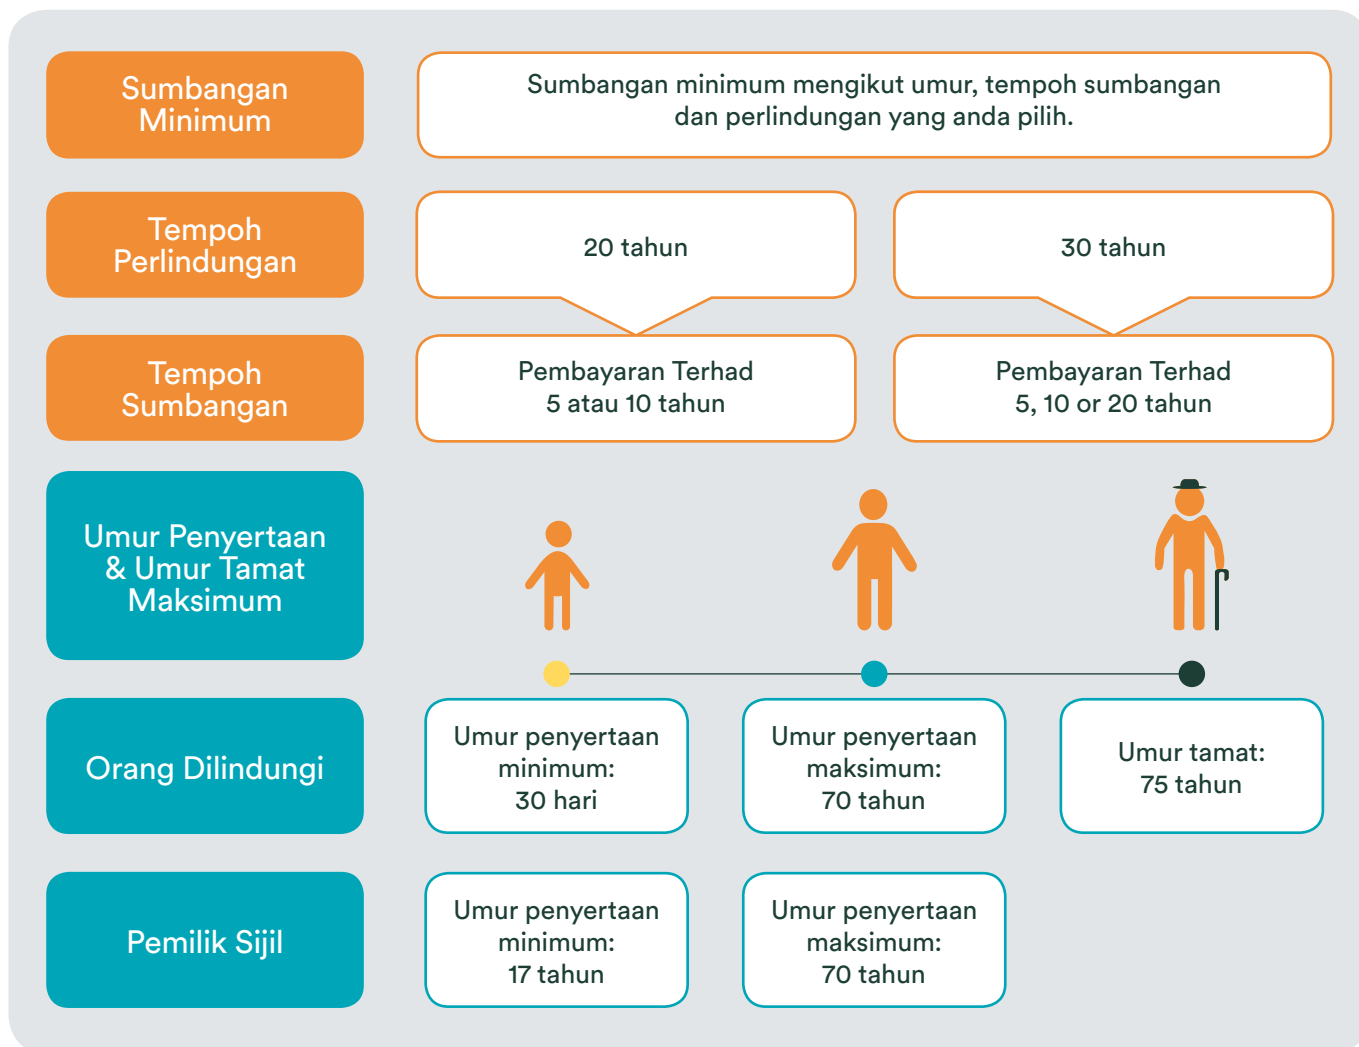 Sumbangan
Minimum
Sumbangan minimum mengikut umur, tempoh sumbangan
dan perlindungan yang anda pilih.
Tempoh
Perlindungan
20 tahun
30 tahun
Tempoh
Sumbangan
Pembayaran Terhad
5 atau 10 tahun
Pembayaran Terhad
5, 10 or 20 tahun
Umur Penyertaan
& Umur Tamat
Maksimum
Orang Dilindungi
Umur penyertaan
minimum:
30 hari
Umur penyertaan
maksimum:
70 tahun
Umur tamat:
75 tahun
Pemilik Sijil
Umur penyertaan
minimum:
17 tahun
Umur penyertaan
maksimum:
70 tahun